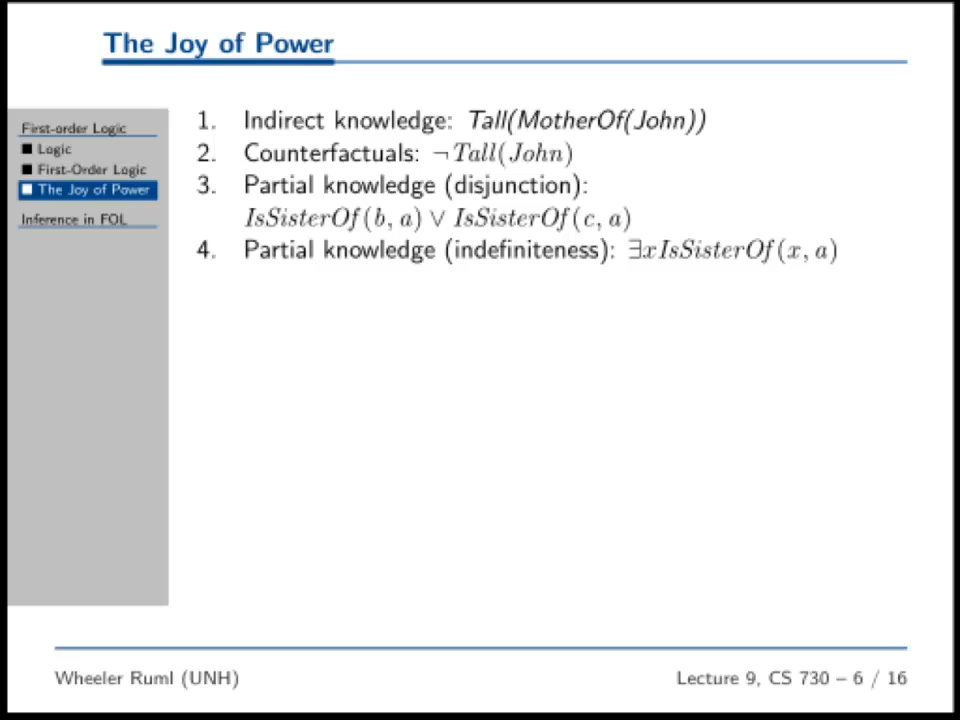 The Joy of Power
First-order Logic
■ Logic
■ First-Order Logic
■ The Joy of Power
Inference in FOL
1. Indirect knowledge: Tall(MotherOf(John))
2. Counterfactuals: ¬Tall(John)
3. Partial knowledge (disjunction):
IsSisterOf(b, a) ∨ IsSisterOf(c, a)
4. Partial knowledge (indefiniteness): ∃xIsSisterOf(x, a)
Wheeler Ruml (UNH)
Lecture 9, CS 730 – 6 / 16